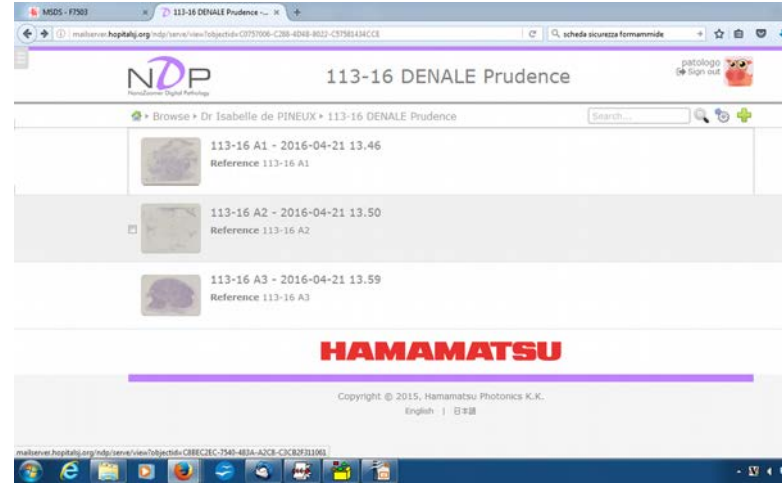 MSDS - F7503
113-16 DENALE Prudence -...
mailserver.hopitalsj.org/ndp/serve/view?objectid=C0757006-C288-4D48-8022-C57581434CCE
scheda sicurezza formammide
NDP
NanoZoomer Digital Pathology
113-16 DENALE Prudence
patologo
Sign out
Browse
Dr Isabelle de PINEUX
113-16 DENALE Prudence
Search...
113-16 A1 - 2016-04-21 13.46
Reference 113-16 A1
113-16 A2 - 2016-04-21 13.50
Reference 113-16 A2
113-16 A3 - 2016-04-21 13.59
Reference 113-16 A3
HAMAMATSU
Copyright © 2015, Hamamatsu Photonics K.K.
English | 日本語
mailserver.hopitalsj.org/ndp/serve/view?objectid=C8BEC2EC-7540-483A-A2C8-C3CB2F311061